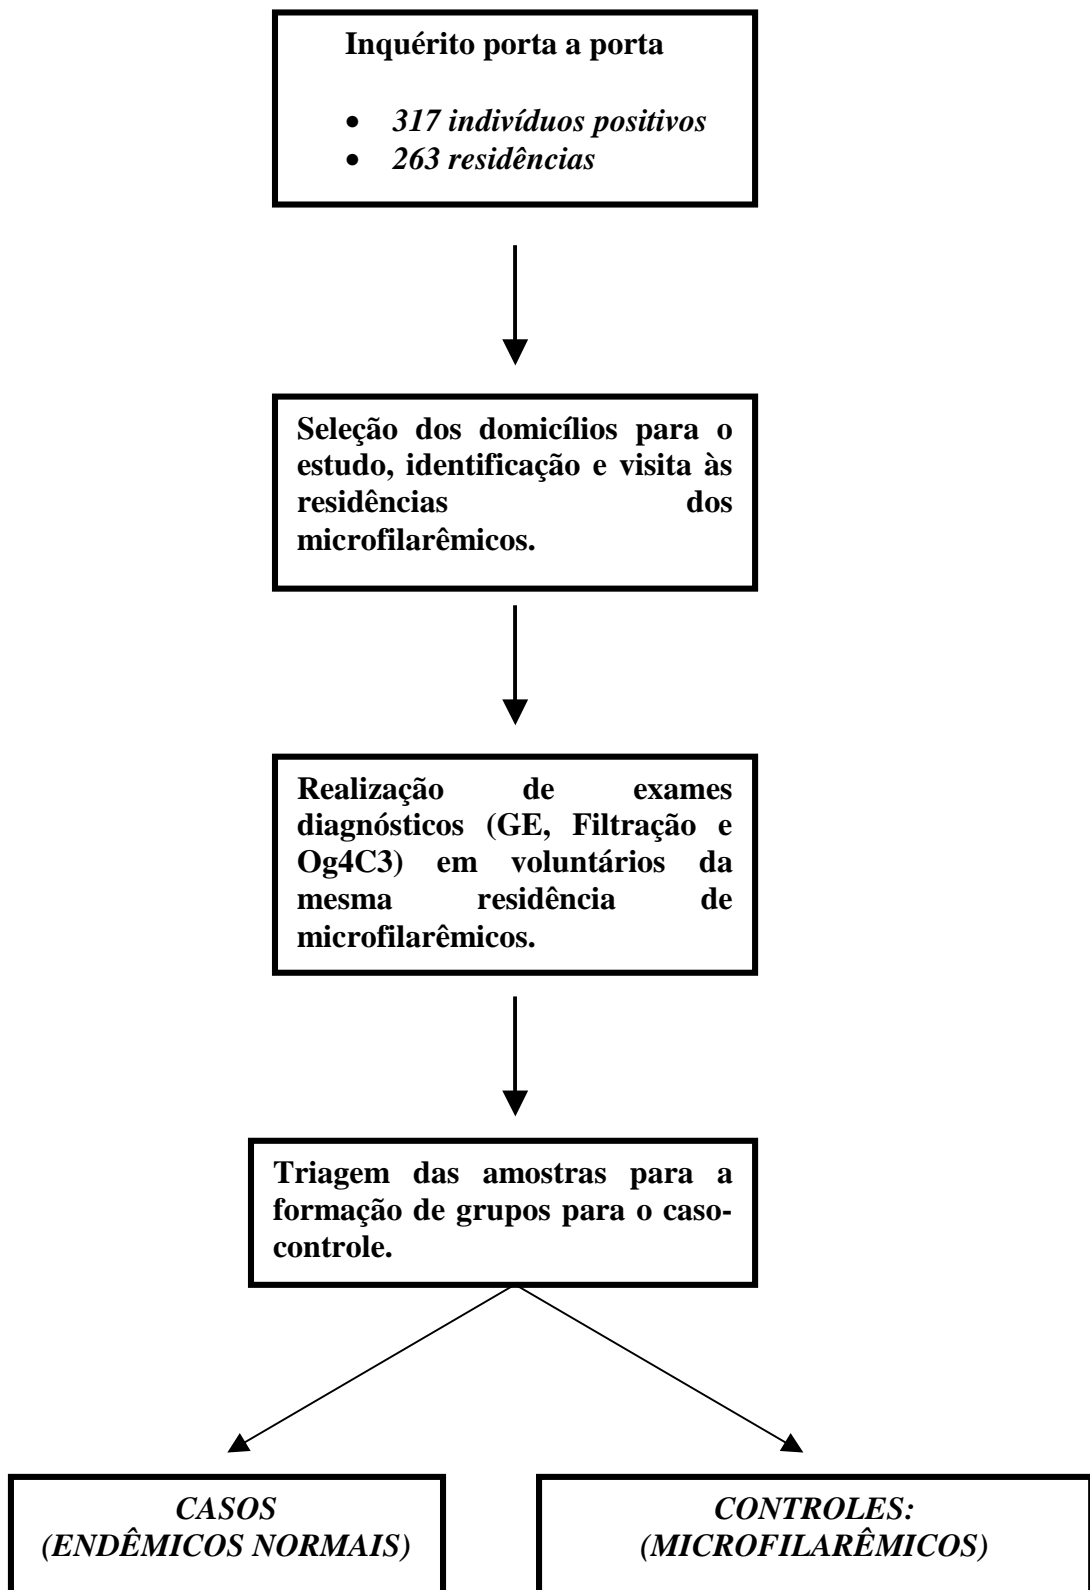 Inquérito porta a porta
• 317 indivíduos positivos
• 263 residências
Seleção dos domicílios para o
estudo, identificação e visita às
residências dos
microfilarêmicos.
Realização de exames
diagnósticos (GE, Filtração e
Og4C3) em voluntários da
mesma residência de
microfilarêmicos.
Triagem das amostras para a
formação de grupos para o caso-
controle.
CASOS
(ENDÊMICOS NORMAIS)
CONTROLES:
(MICROFILARÊMICOS)